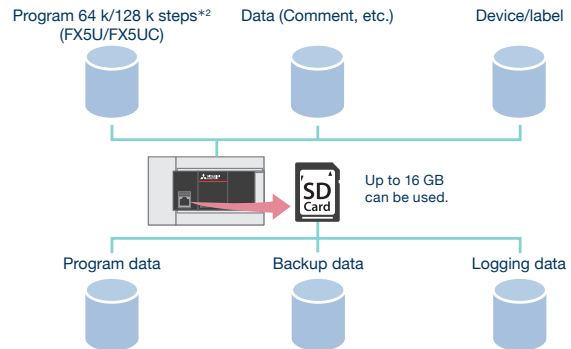 Program 64 k/128 k steps*2
(FX5U/FX5UC)
Data (Comment, etc.)
Device/label
SD
Card
Up to 16 GB
can be used.
Program data
Backup data
Logging data